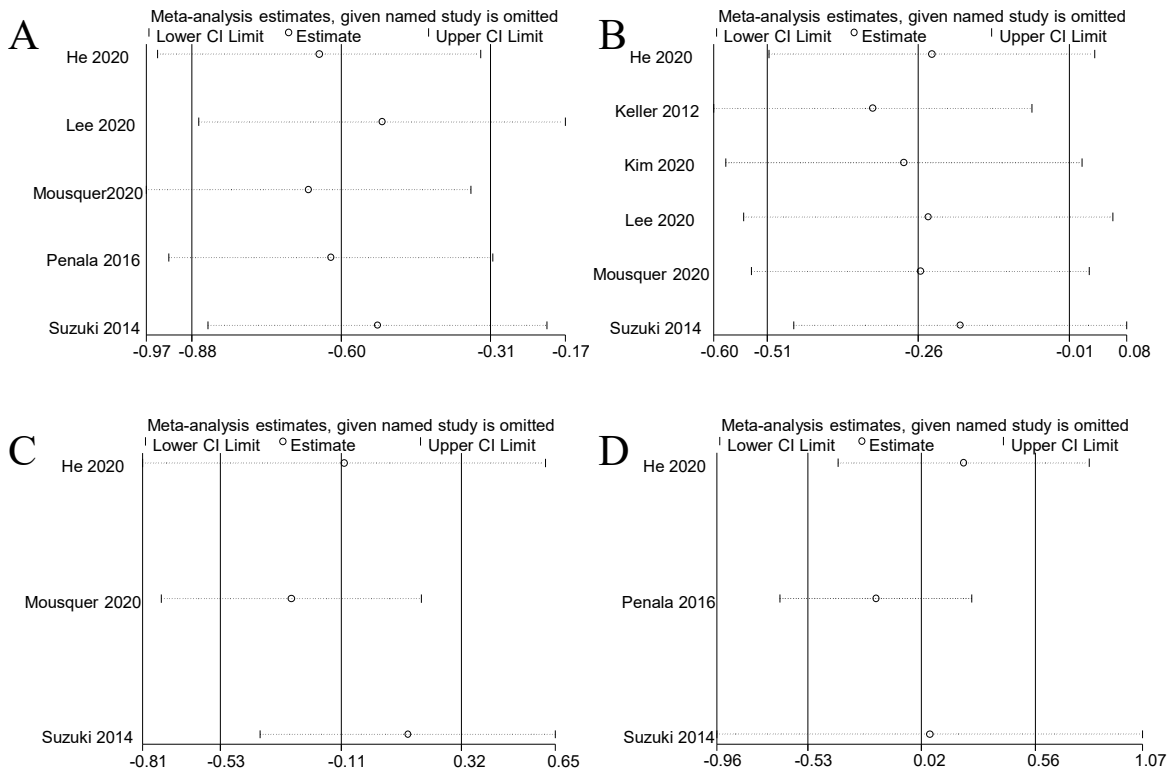 A
Meta-analysis estimates, given named study is omitted
Lower CI Limit Estimate Upper CI Limit
He 2020
Lee 2020
Mousquer2020
Penala 2016
Suzuki 2014
-0.97 -0.88 -0.60 -0.31 -0.17
B
Meta-analysis estimates, given named study is omitted
Lower CI Limit Estimate Upper CI Limit
He 2020
Keller 2012
Kim 2020
Lee 2020
Mousquer 2020
Suzuki 2014
-0.60 -0.51 -0.26 -0.01 0.08
C
Meta-analysis estimates, given named study is omitted
Lower CI Limit Estimate Upper CI Limit
He 2020
Mousquer 2020
Suzuki 2014
-0.81 -0.53 -0.11 0.32 0.65
D
Meta-analysis estimates, given named study is omitted
Lower CI Limit Estimate Upper CI Limit
He 2020
Penala 2016
Suzuki 2014
-0.96 -0.53 0.02 0.56 1.07